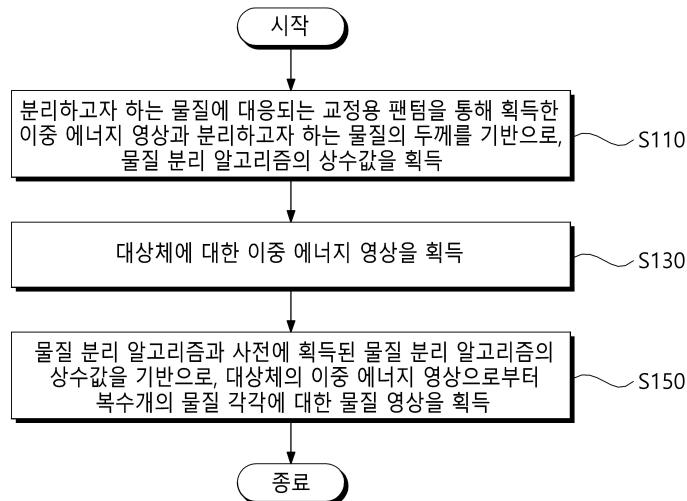 시작
분리하고자 하는 물질에 대응되는 교정용 팬텀을 통해 획득한
이중 에너지 영상과 분리하고자 하는 물질의 두께를 기반으로,
물질 분리 알고리즘의 상수값을 획득
S110
대상체에 대한 이중 에너지 영상을 획득
S130
물질 분리 알고리즘과 사전에 획득된 물질 분리 알고리즘의
상수값을 기반으로, 대상체의 이중 에너지 영상으로부터
복수개의 물질 각각에 대한 물질 영상을 획득
S150
종료